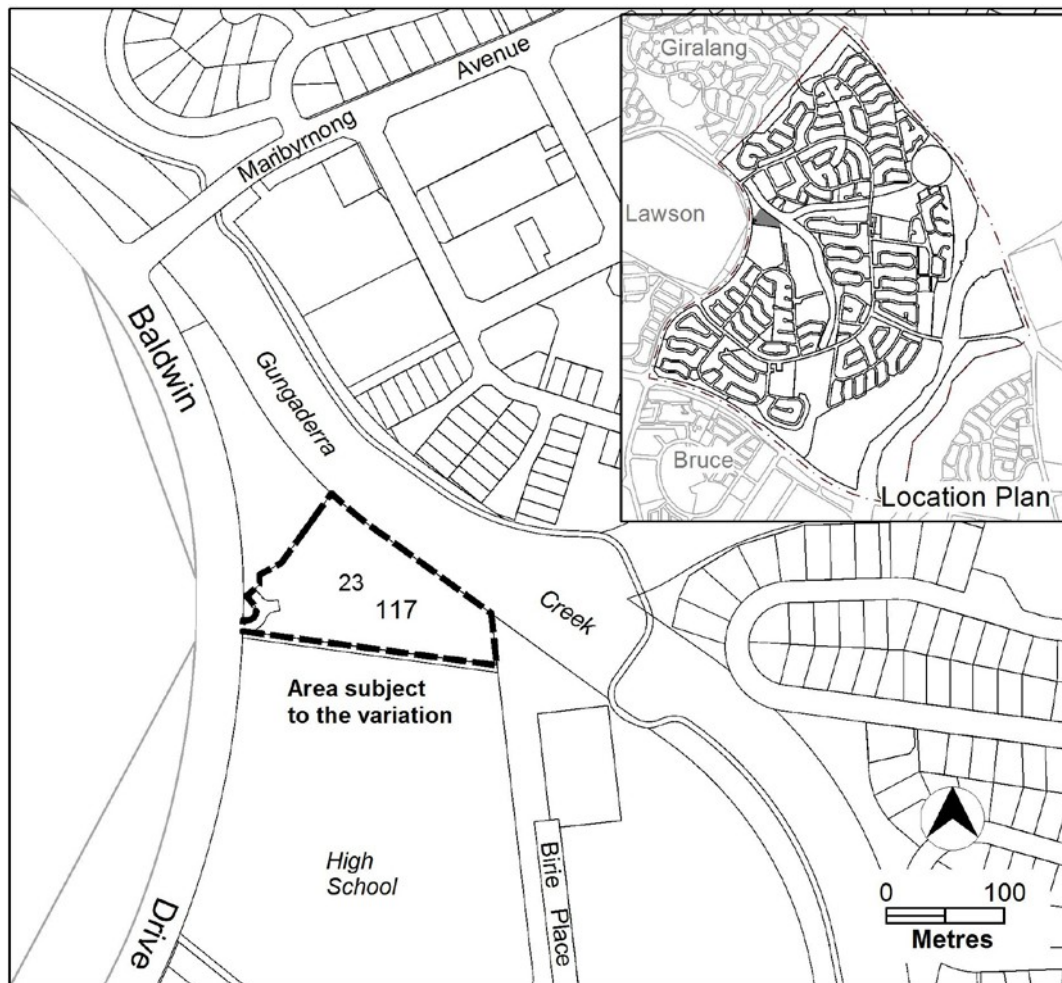 Giralang
Lawson
Bruce
Location Plan
Maribyrnong
Avenue
Baldwin
Gungaderra
Creek
23
117
Area subject
to the variation
High
School
Birie Place
Drive
0 100
Metres